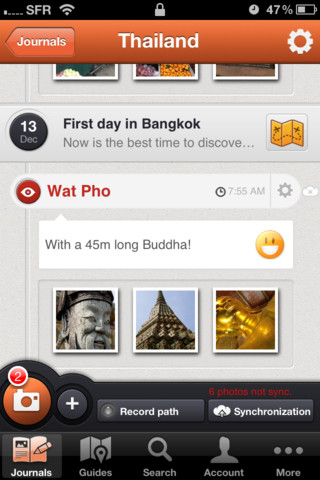 SFR
47%
Journals
Thailand
13
Dec
First day in Bangkok
Now is the best time to discove...
Wat Pho
7:55 AM
With a 45m long Buddha!
2
6 photos not sync.
Record path
Synchronization
Journals
Guides
Search
Account
More